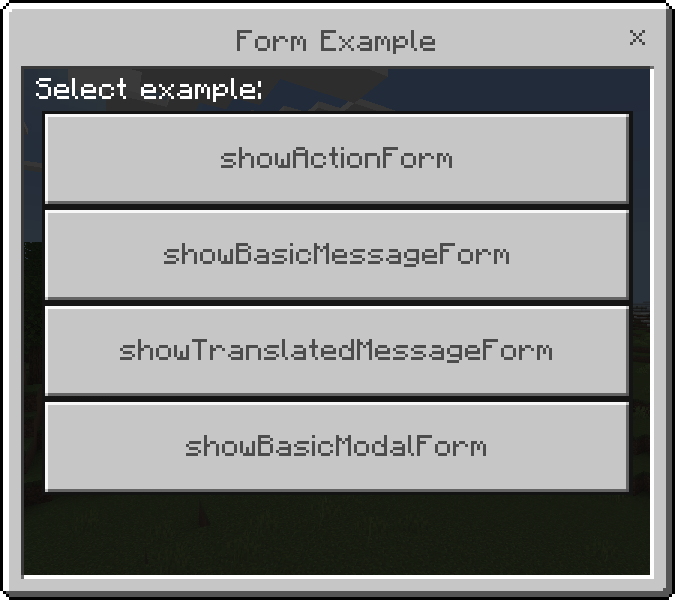 Form Example
Select example:
showActionForm
showBasicMessageForm
showTranslatedMessageForm
showBasicModalForm